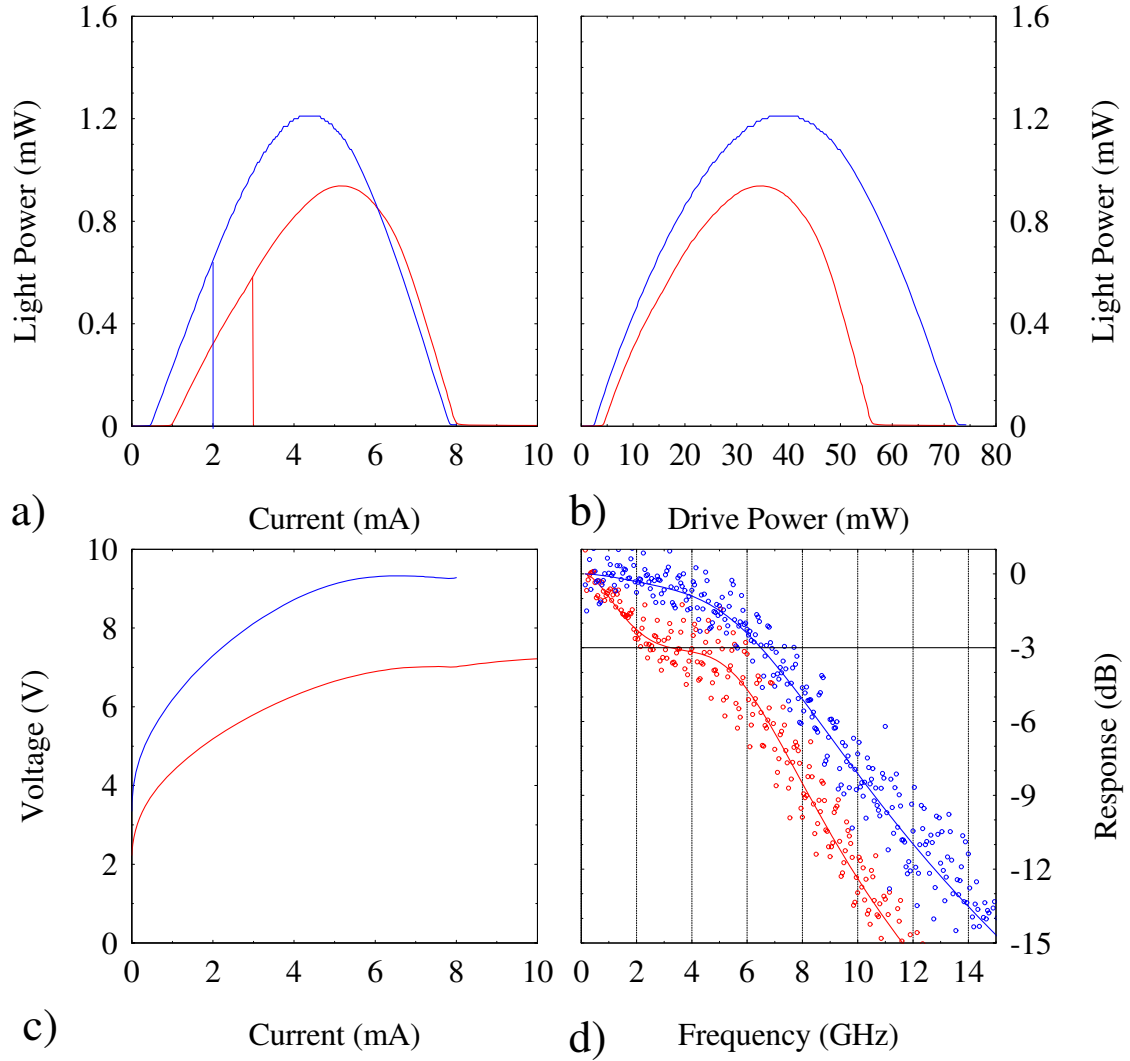 1.6
1.2
0.8
0.4
0
Light Power (mW)
0 2 4 6 8 10
a)
Current (mA)
1.6
1.2
0.8
0.4
0
Light Power (mW)
0 10 20 30 40 50 60 70 80
b)
Drive Power (mW)
10
8
6
4
2
0
Voltage (V)
0 2 4 6 8 10
c)
Current (mA)
0
-3
-6
-9
-12
-15
Response (dB)
0 2 4 6 8 10 12 14
d)
Frequency (GHz)